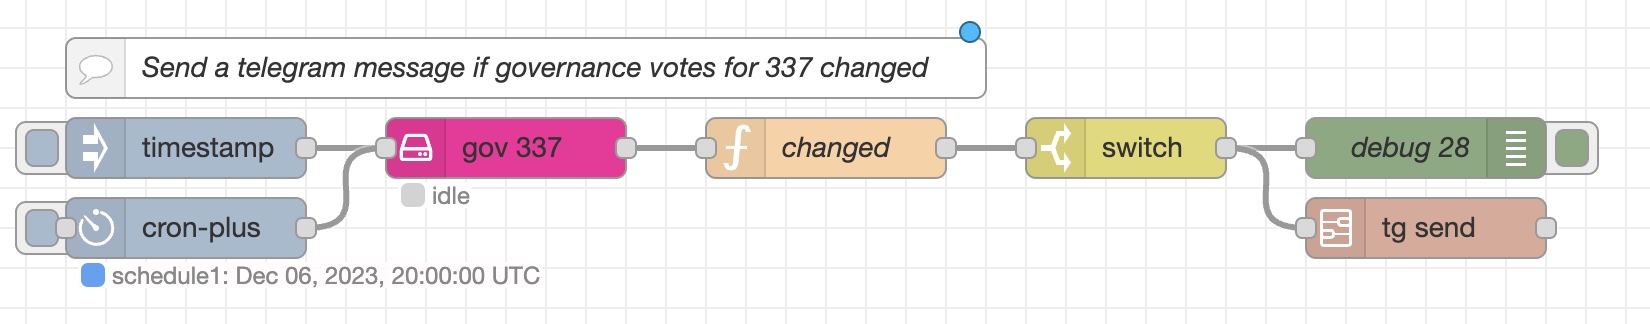 Send a telegram message if governance votes for 337 changed
timestamp
gov 337
changed
switch
debug 28
idle
cron-plus
tg send
schedule1: Dec 06, 2023, 20:00:00 UTC